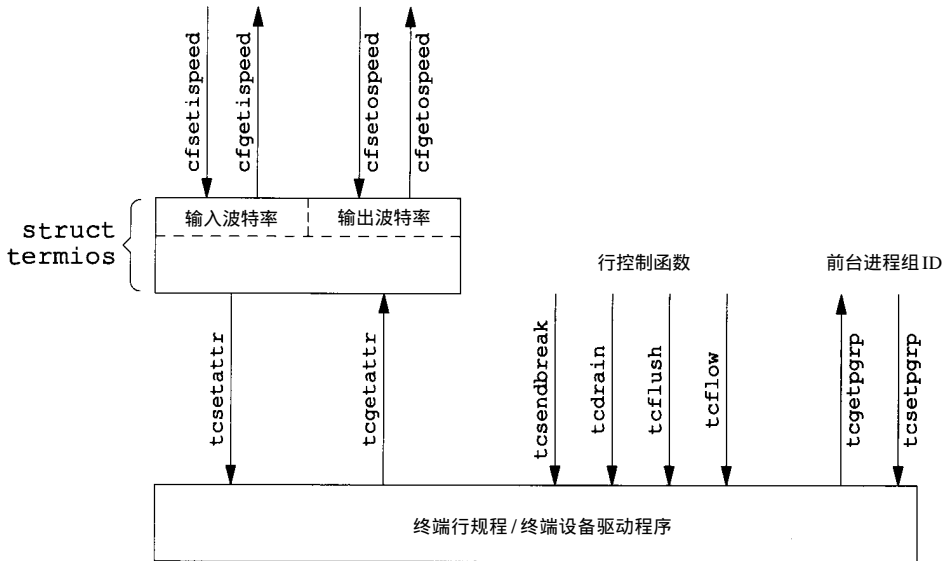 cfsetispeed
cfgetispeed
cfsetospeed
cfgetospeed
struct
termios
输入波特率
输出波特率
行控制函数
前台进程组ID
tcsetattr
tcgetattr
tcsendbreak
tcdrain
tcflush
tcflow
tcgetpgrp
tcsetpgrp
终端行规程/终端设备驱动程序